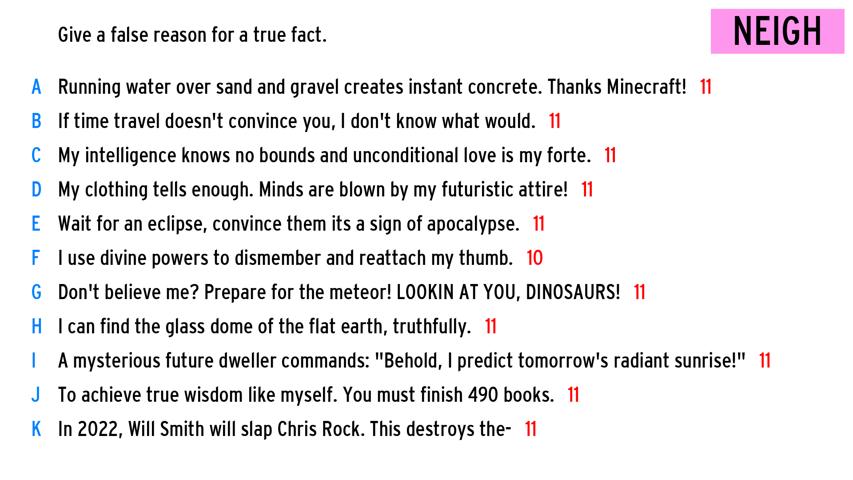 Give a false reason for a true fact.
NEIGH
A Running water over sand and gravel creates instant concrete. Thanks Minecraft! 11
B If time travel doesn't convince you, I don't know what would. 11
C My intelligence knows no bounds and unconditional love is my forte. 11
D My clothing tells enough. Minds are blown by my futuristic attire! 11
E Wait for an eclipse, convince them its a sign of apocalypse. 11
F I use divine powers to dismember and reattach my thumb. 10
G Don't believe me? Prepare for the meteor! LOOKIN AT YOU, DINOSAURS! 11
H I can find the glass dome of the flat earth, truthfully. 11
I A mysterious future dweller commands: "Behold, I predict tomorrow's radiant sunrise!" 11
J To achieve true wisdom like myself. You must finish 490 books. 11
K In 2022, Will Smith will slap Chris Rock. This destroys the- 11